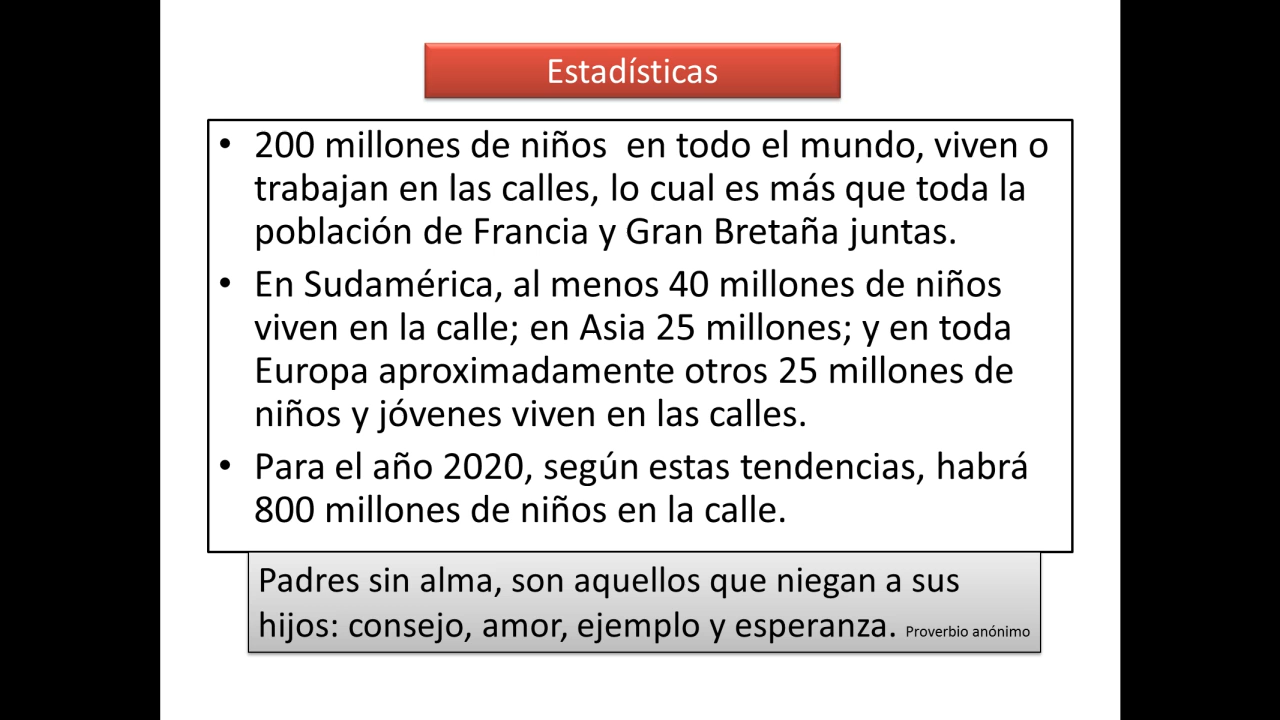 Estadísticas
• 200 millones de niños  en todo el mundo, viven o
trabajan en las calles, lo cual es más que toda la
población de Francia y Gran Bretaña juntas.
• En Sudamérica, al menos 40 millones de niños
viven en la calle; en Asia 25 millones; y en toda
Europa aproximadamente otros 25 millones de
niños y jóvenes viven en las calles.
• Para el año 2020, según estas tendencias, habrá
800 millones de niños en la calle.
Padres sin alma, son aquellos que niegan a sus
hijos: consejo, amor, ejemplo y esperanza. Proverbio anónimo